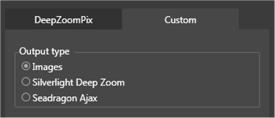 DeepZoomPix Custom
Output type
Images
Silverlight Deep Zoom
Seadragon Ajax